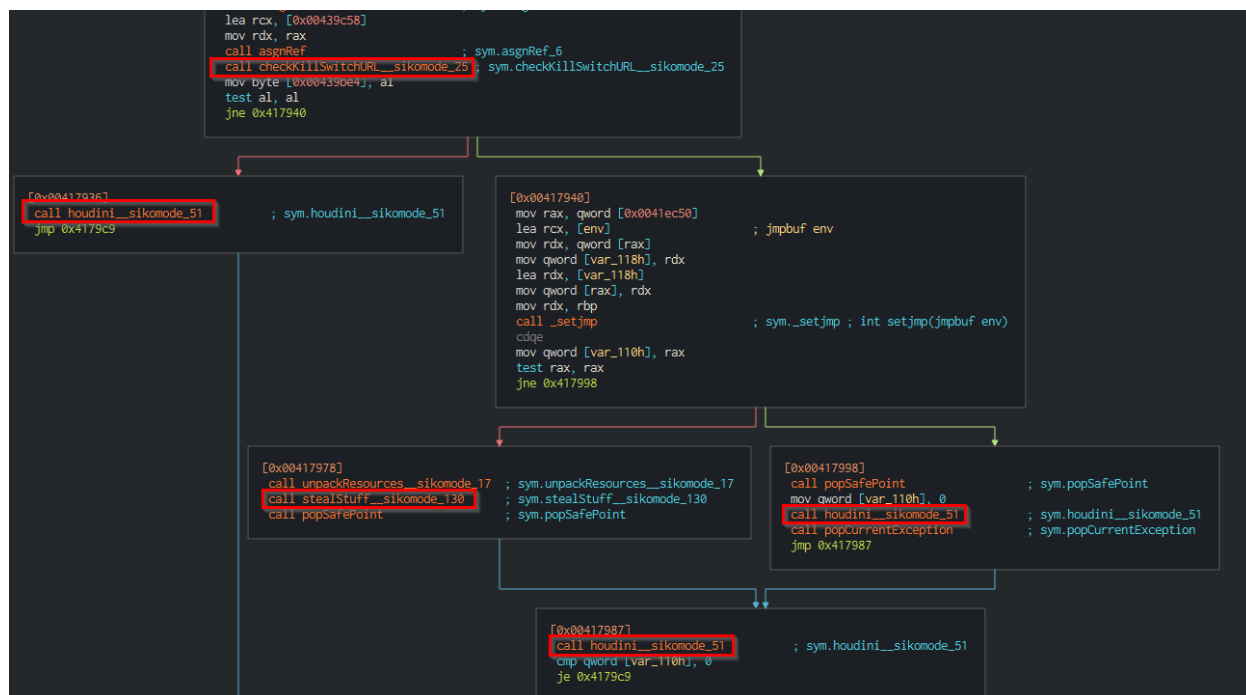 lea rcx, [0x00439c58]
mov rdx, rax
call asgnRef ; sym.asgnRef_6
call checkKillSwitchURL__sikomode_25 ; sym.checkKillSwitchURL__sikomode_25
mov byte [0x00439be4], al
test al, al
jne 0x417940
[0x00417936]
call houdini__sikomode_51 ; sym.houdini__sikomode_51
jmp 0x4179c9
[0x00417940]
mov rax, qword [0x0041ec50]
lea rcx, [env] ; jmpbuf env
mov rdx, qword [rax]
mov qword [var_118h], rdx
lea rdx, [var_118h]
mov qword [rax], rdx
mov rdx, rbp
call _setjmp ; sym._setjmp ; int setjmp(jmpbuf env)
cdqe
mov qword [var_110h], rax
test rax, rax
jne 0x417998
[0x00417978]
call unpackResources__sikomode_17 ; sym.unpackResources__sikomode_17
call stealStuff__sikomode_130 ; sym.stealStuff__sikomode_130
call popSafePoint ; sym.popSafePoint
[0x00417998]
call popSafePoint ; sym.popSafePoint
mov qword [var_110h], 0
call houdini__sikomode_51 ; sym.houdini__sikomode_51
call popCurrentException ; sym.popCurrentException
jmp 0x417987
[0x00417987]
call houdini__sikomode_51 ; sym.houdini__sikomode_51
cmp qword [var_110h], 0
je 0x4179c9